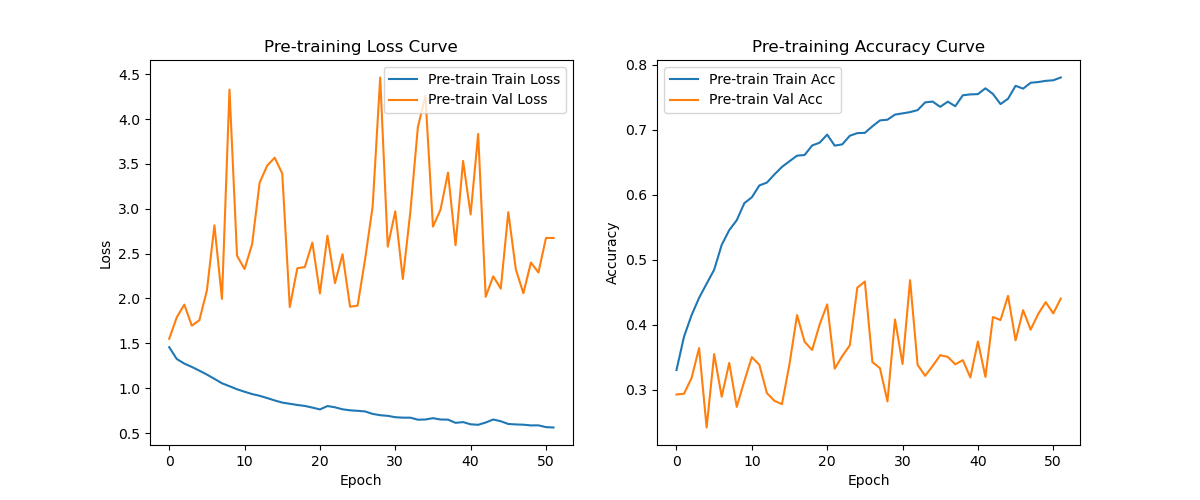 Pre-training Loss Curve
Pre-train Train Loss
Pre-train Val Loss
4.5
4.0
3.5
3.0
2.5
2.0
1.5
1.0
0.5
Loss
0 10 20 30 40 50
Epoch
Pre-training Accuracy Curve
Pre-train Train Acc
Pre-train Val Acc
0.8
0.7
0.6
0.5
0.4
0.3
Accuracy
0 10 20 30 40 50
Epoch